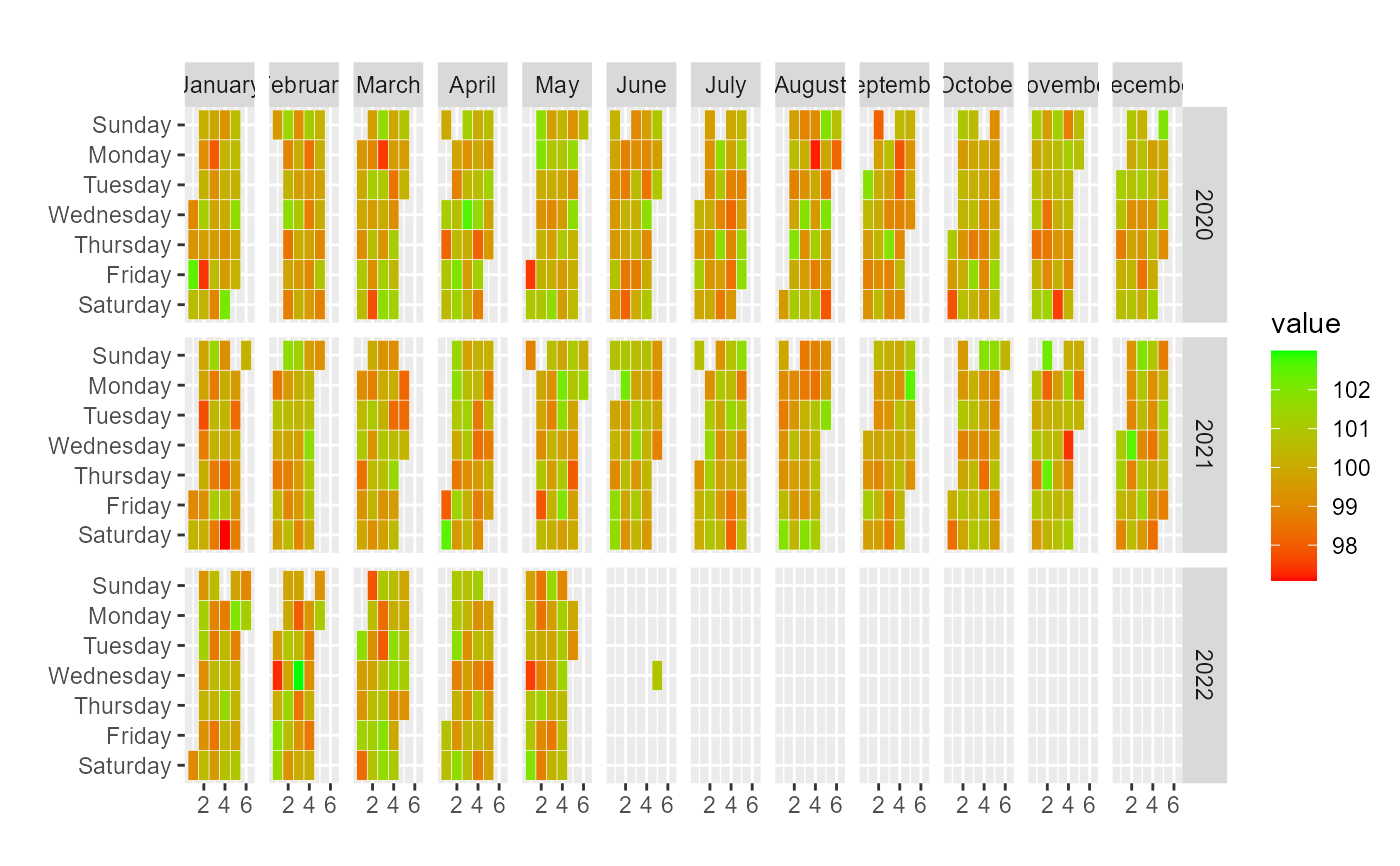 January ebruar March April May June July August eptemb October ovembe ecembe
Sunday
Monday
Tuesday
Wednesday
Thursday
Friday
Saturday
2020
Sunday
Monday
Tuesday
Wednesday
Thursday
Friday
Saturday
2021
Sunday
Monday
Tuesday
Wednesday
Thursday
Friday
Saturday
2022
2 4 6 2 4 6 2 4 6 2 4 6 2 4 6 2 4 6 2 4 6 2 4 6 2 4 6 2 4 6 2 4 6 2 4 6
value
102
101
100
99
98